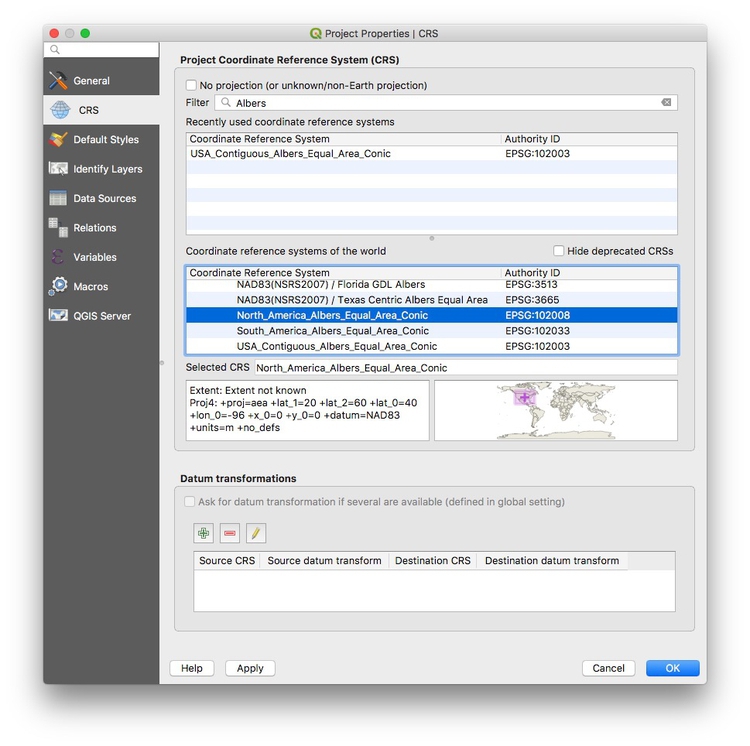 Project Properties | CRS
General
CRS
Default Styles
Identify Layers
Data Sources
Relations
Variables
Macros
QGIS Server
Project Coordinate Reference System (CRS)
No projection (or unknown/non-Earth projection)
Filter Albers
Recently used coordinate reference systems
Coordinate Reference System Authority ID
USA_Contiguous_Albers_Equal_Area_Conic EPSG:102003
Coordinate reference systems of the world Hide deprecated CRSs
Coordinate Reference System Authority ID
NAD83(NSRS2007) / Florida GDL Albers EPSG:3513
NAD83(NSRS2007) / Texas Centric Albers Equal Area EPSG:3665
North_America_Albers_Equal_Area_Conic EPSG:102008
South_America_Albers_Equal_Area_Conic EPSG:102033
USA_Contiguous_Albers_Equal_Area_Conic EPSG:102003
Selected CRS North_America_Albers_Equal_Area_Conic
Extent: Extent not known
Proj4: +proj=aea +lat_1=20 +lat_2=60 +lat_0=40
+lon_0=-96 +x_0=0 +y_0=0 +datum=NAD83
+units=m +no_defs
Datum transformations
Ask for datum transformation if several are available (defined in global setting)
Source CRS Source datum transform Destination CRS Destination datum transform
Help Apply Cancel OK